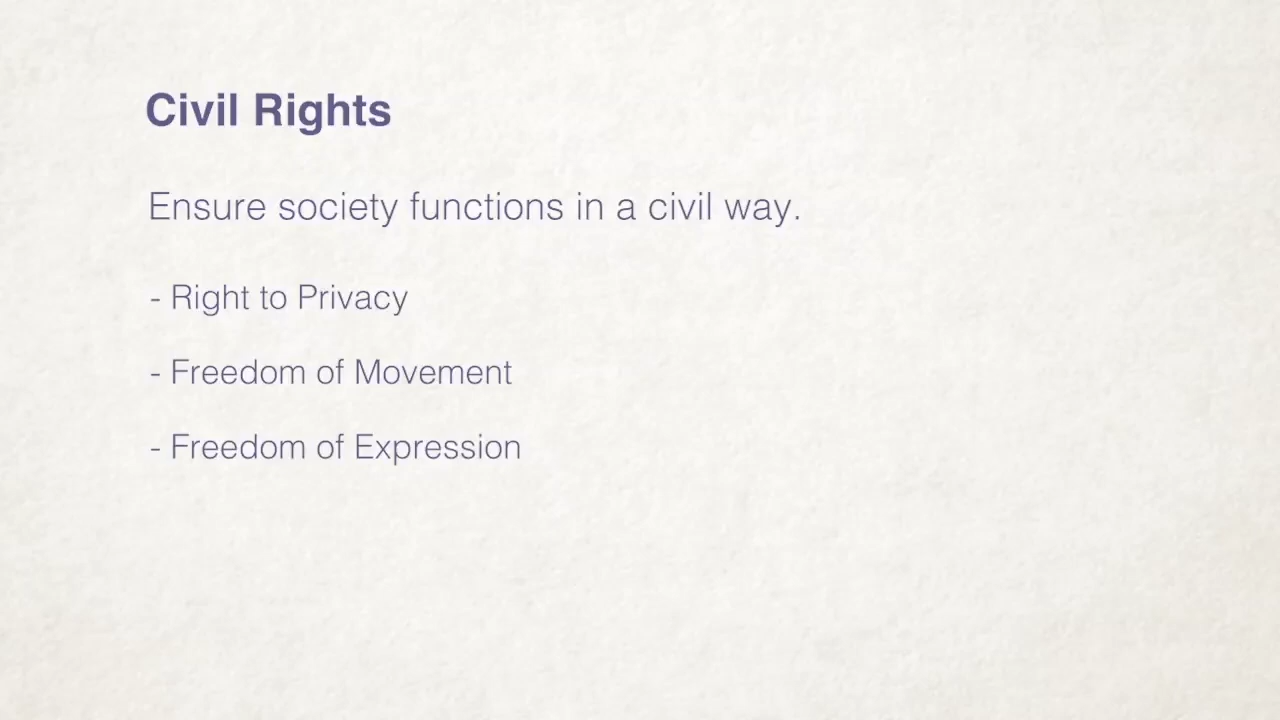 Civil Rights
Ensure society functions in a civil way.
- Right to Privacy
- Freedom of Movement
- Freedom of Expression